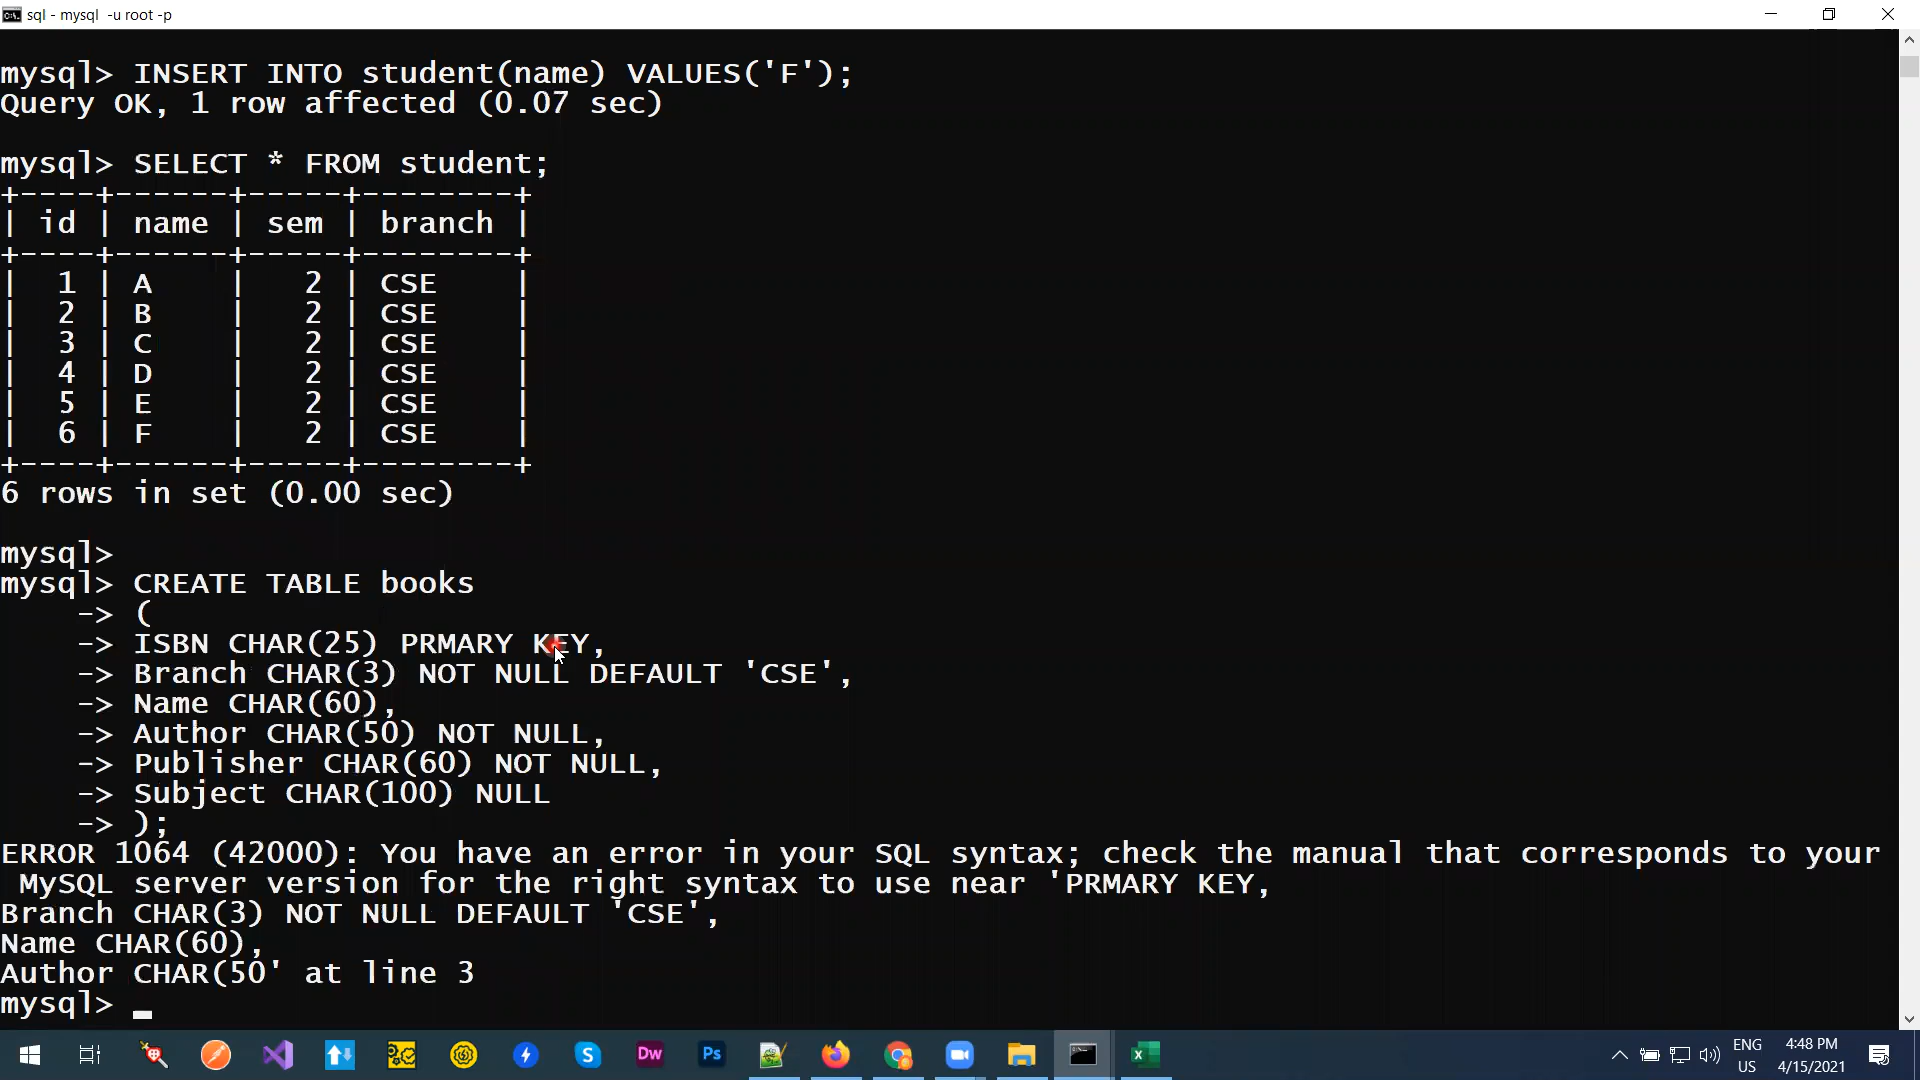 sql - mysql -u root -p
mysql> INSERT INTO student(name) VALUES('F');
Query OK, 1 row affected (0.07 sec)
mysql> SELECT * FROM student;
+----+------+-----+--------+
| id | name | sem | branch |
+----+------+-----+--------+
|  1 | A    |   2 | CSE    |
|  2 | B    |   2 | CSE    |
|  3 | C    |   2 | CSE    |
|  4 | D    |   2 | CSE    |
|  5 | E    |   2 | CSE    |
|  6 | F    |   2 | CSE    |
+----+------+-----+--------+
6 rows in set (0.00 sec)
mysql>
mysql> CREATE TABLE books
    -> (
    -> ISBN CHAR(25) PRMARY KEY,
    -> Branch CHAR(3) NOT NULL DEFAULT 'CSE',
    -> Name CHAR(60),
    -> Author CHAR(50) NOT NULL,
    -> Publisher CHAR(60) NOT NULL,
    -> Subject CHAR(100) NULL
    -> );
ERROR 1064 (42000): You have an error in your SQL syntax; check the manual that corresponds to your
 MySQL server version for the right syntax to use near 'PRMARY KEY,
Branch CHAR(3) NOT NULL DEFAULT 'CSE',
Name CHAR(60),
Author CHAR(50' at line 3
mysql> _
Dw
Ps
ENG
US
4:48 PM
4/15/2021